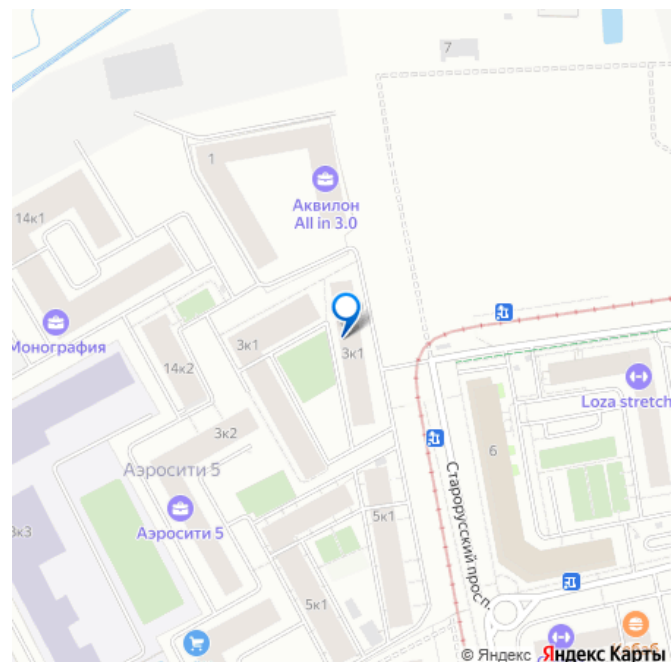 7
1
Аквилон
All in 3.0
14к1
Монография
3к1
3к1
14к2
Loza stretch
3к2
6
Аэросити 5
Аэросити 5
Старорусский просп.
5к1
5к1
© Яндекс Яндекс Карты